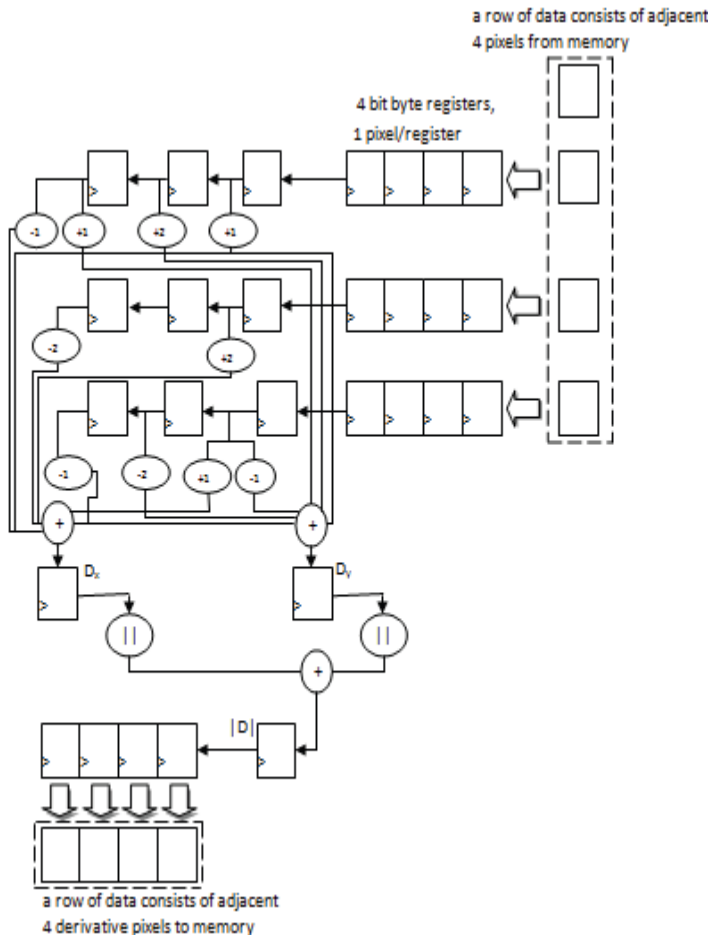 a row of data consists of adjacent
4 pixels from memory
4 bit byte registers,
1 pixel/register
-1 +1 +2 +1
-2 +2
-1 -2 +1 -1
+ +
Dx Dy
|| ||
+
|D|
a row of data consists of adjacent
4 derivative pixels to memory